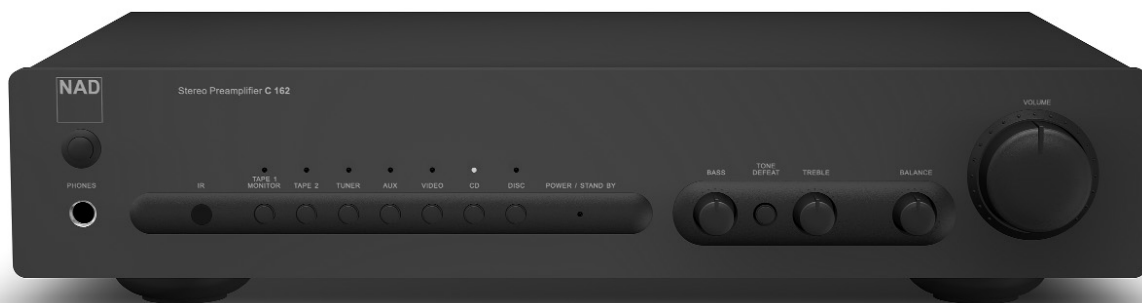 NAD
Stereo Preamplifier C 162
VOLUME
PHONES
IR
TAPE 1
MONITOR
TAPE 2
TUNER
AUX
VIDEO
CD
DISC
POWER / STAND BY
BASS
TONE
DEFEAT
TREBLE
BALANCE